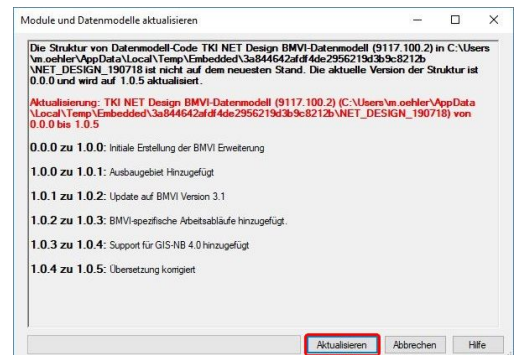 Module und Datenmodelle aktualisieren
Die Struktur von Datenmodell-Code TKI NET Design BMVI-Datenmodell (9117.100.2) in C:\Users
\m.oehler\AppData\Local\Temp\Embedded\3a844642afdf4de2956219d3b9c8212b
\NET_DESIGN_190718 ist nicht auf dem neuesten Stand. Die aktuelle Version der Struktur ist
0.0.0 und wird auf 1.0.5 aktualisiert.
Aktualisierung: TKI NET Design BMVI-Datenmodell (9117.100.2) (C:\Users\m.oehler\AppData
\Local\Temp\Embedded\3a844642afdf4de2956219d3b9c8212b\NET_DESIGN_190718) von
0.0.0 bis 1.0.5
0.0.0 zu 1.0.0: Initiale Erstellung der BMVI Erweiterung
1.0.0 zu 1.0.1: Ausbaugebiet Hinzugefügt
1.0.1 zu 1.0.2: Update auf BMVI Version 3.1
1.0.2 zu 1.0.3: BMVI-spezifische Arbeitsabläufe hinzugefügt.
1.0.3 zu 1.0.4: Support für GIS-NB 4.0 hinzugefügt
1.0.4 zu 1.0.5: Übersetzung korrigiert
Aktualisieren Abbrechen Hilfe